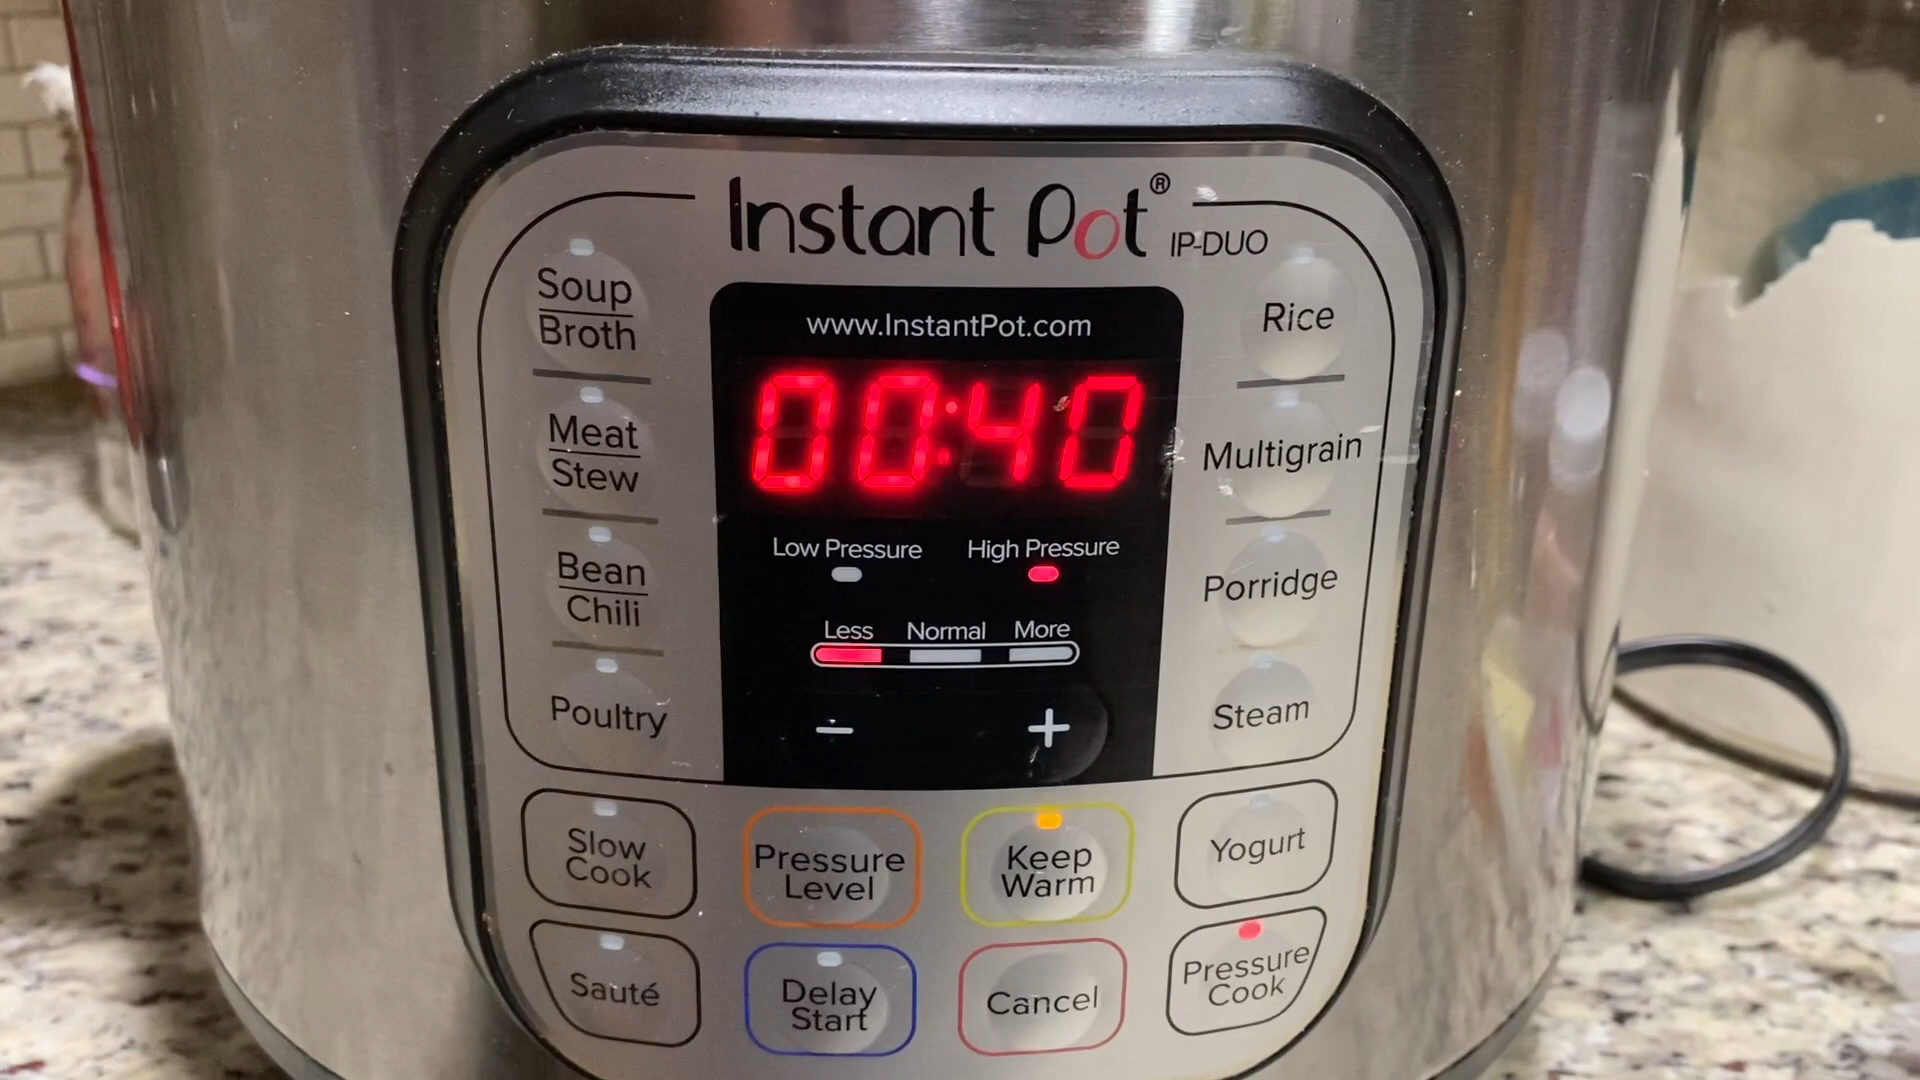 Instant Pot® IP-DUO
Soup
Broth
Meat
Stew
Bean
Chili
Poultry
www.InstantPot.com
00:40
Low Pressure High Pressure
Less Normal More
− +
Rice
Multigrain
Porridge
Steam
Slow
Cook
Pressure
Level
Keep
Warm
Yogurt
Sauté
Delay
Start
Cancel
Pressure
Cook